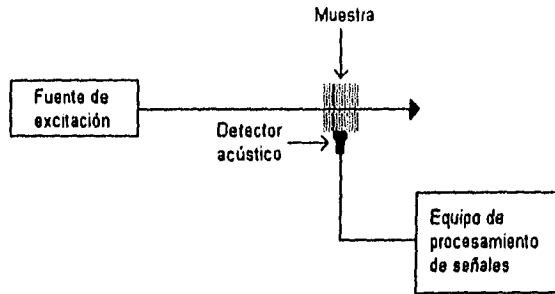 Muestra
Fuente de
excitación
Detector
acústico
Equipo de
procesamiento
de señales